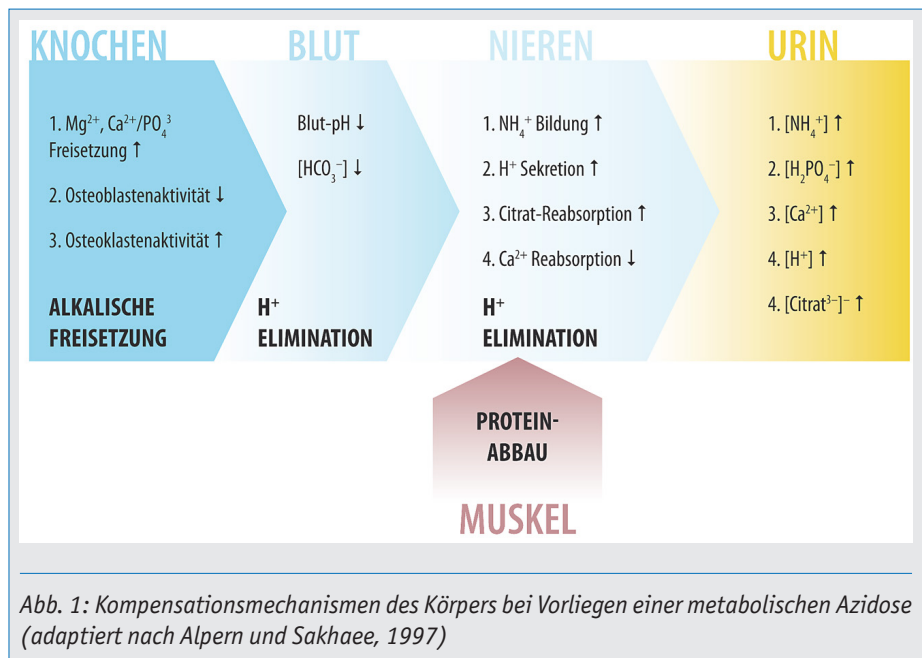 KNOCHEN
BLUT
NIEREN
URIN
1. Mg²⁺, Ca²⁺/PO₄³
Freisetzung ↑
2. Osteoblastenaktivität ↓
3. Osteoklastenaktivität ↑
ALKALISCHE
FREISETZUNG
Blut-pH ↓
[HCO₃⁻] ↓
H⁺
ELIMINATION
1. NH₄⁺ Bildung ↑
2. H⁺ Sekretion ↑
3. Citrat-Reabsorption ↑
4. Ca²⁺ Reabsorption ↓
H⁺
ELIMINATION
1. [NH₄⁺] ↑
2. [H₂PO₄⁻] ↑
3. [Ca²⁺] ↑
4. [H⁺] ↑
4. [Citrat³⁻]⁻ ↑
PROTEIN-
ABBAU
MUSKEL
Abb. 1: Kompensationsmechanismen des Körpers bei Vorliegen einer metabolischen Azidose
(adaptiert nach Alpern und Sakhaee, 1997)